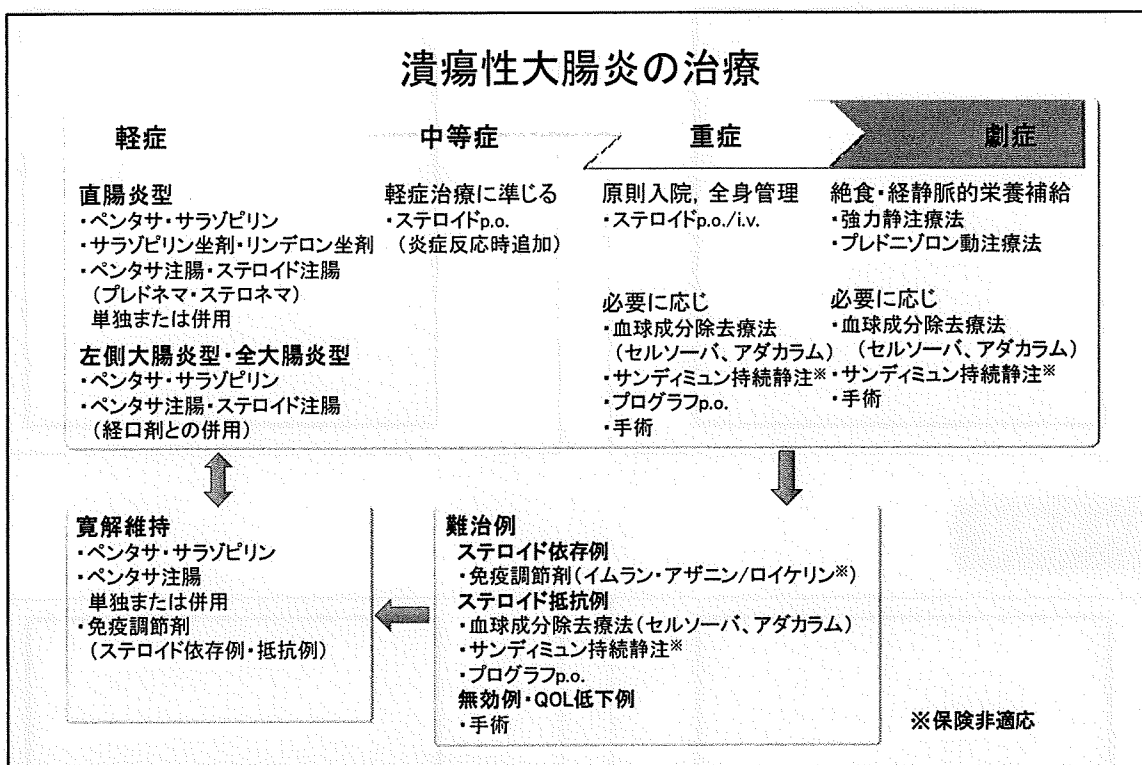 潰瘍性大腸炎の治療
軽症
中等症
重症
劇症
直腸炎型
・ペンタサ・サラゾピリン
・サラゾピリン坐剤・リンデロン坐剤
・ペンタサ注腸・ステロイド注腸
(プレドネマ・ステロネマ)
単独または併用
左側大腸炎型・全大腸炎型
・ペンタサ・サラゾピリン
・ペンタサ注腸・ステロイド注腸
(経口剤との併用)
軽症治療に準じる
・ステロイドp.o.
(炎症反応時追加)
原則入院, 全身管理
・ステロイドp.o./i.v.
必要に応じ
・血球成分除去療法
(セルソーバ、アダカラム)
・サンディミュン持続静注※
・プログラフp.o.
・手術
絶食・経静脈的栄養補給
・強力静注療法
・プレドニゾロン動注療法
必要に応じ
・血球成分除去療法
(セルソーバ、アダカラム)
・サンディミュン持続静注※
・手術
寛解維持
・ペンタサ・サラゾピリン
・ペンタサ注腸
単独または併用
・免疫調節剤
(ステロイド依存例・抵抗例)
難治例
ステロイド依存例
・免疫調節剤(イムラン・アザニン/ロイケリン※)
ステロイド抵抗例
・血球成分除去療法(セルソーバ、アダカラム)
・サンディミュン持続静注※
・プログラフp.o.
無効例・QOL低下例
・手術
※保険非適応